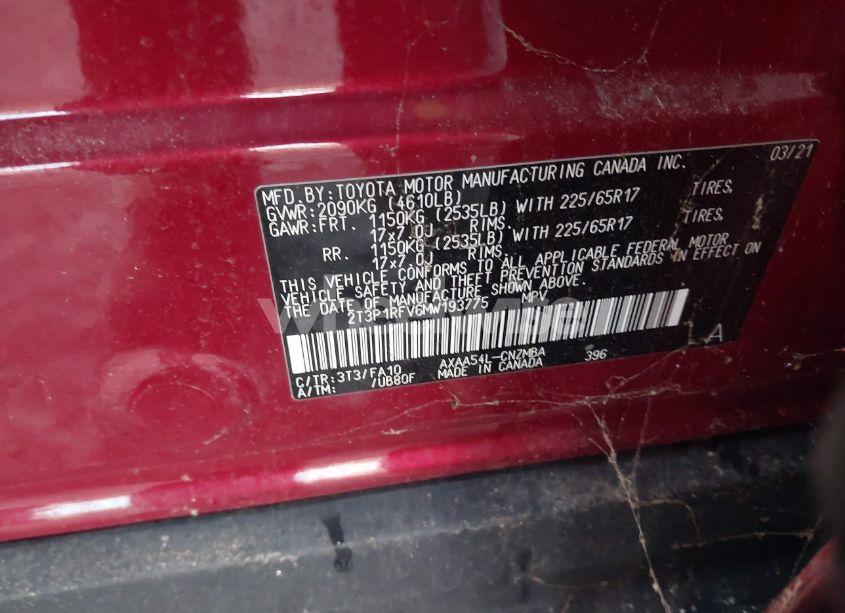 03/21
MFD.BY:TOYOTA MOTOR MANUFACTURING CANADA INC.
GVWR:2090KG (4610LB)
GAWR:FRT. 1150KG (2535LB) WITH 225/65R17 TIRES,
17x7.0J RIMS.
RR. 1150KG (2535LB) WITH 225/65R17 TIRES,
17x7.0J RIMS.
THIS VEHICLE CONFORMS TO ALL APPLICABLE FEDERAL MOTOR
VEHICLE SAFETY AND THEFT PREVENTION STANDARDS IN EFFECT ON
THE DATE OF MANUFACTURE SHOWN ABOVE.
2T3P1RFV6MW193775 MPV
C/TR:3T3/FA10 AXAA54L-CNZMBA 396 A
A/TM: /UB80F MADE IN CANADA